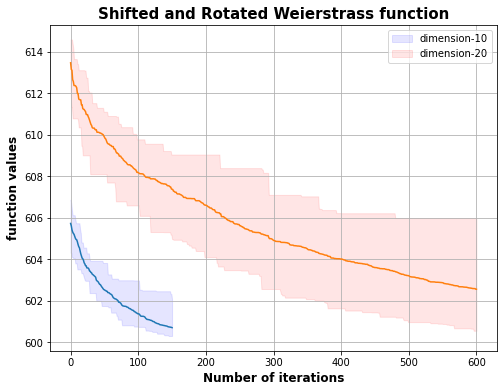 Shifted and Rotated Weierstrass function
dimension-10
dimension-20
function values
614
612
610
608
606
604
602
600
0 100 200 300 400 500 600
Number of iterations